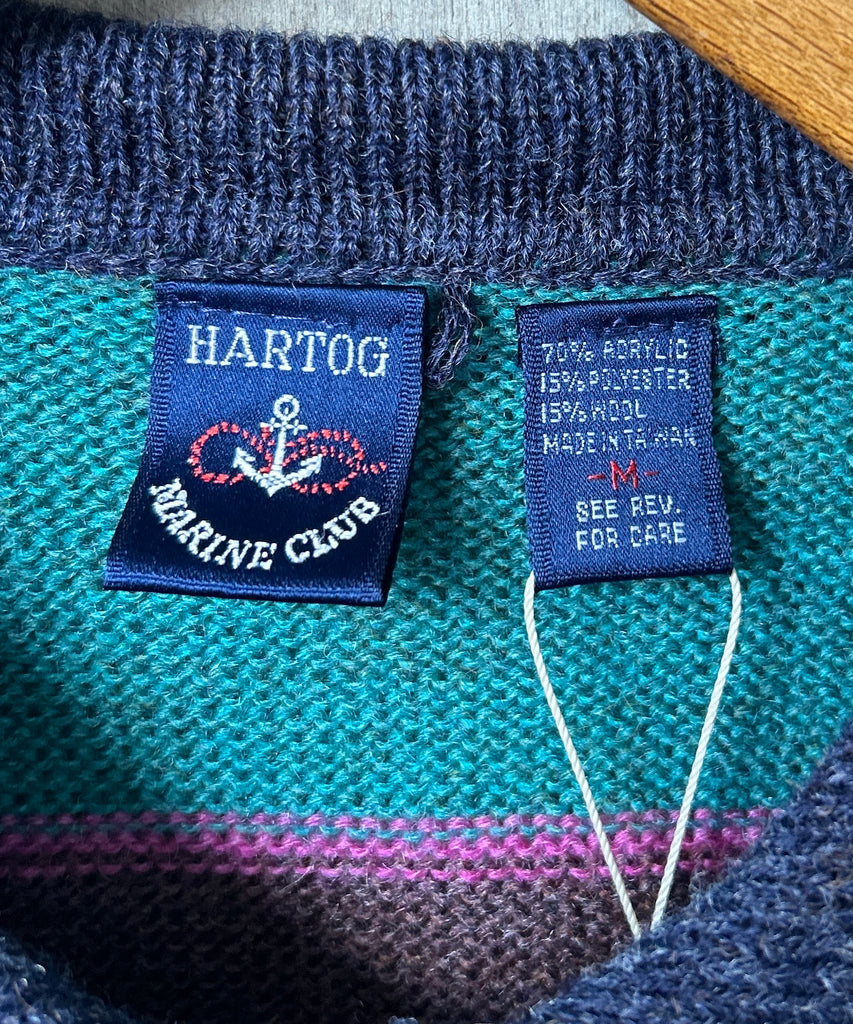 HARTOG
MARINE CLUB
70% ACRYLIC
15% POLYESTER
15% WOOL
MADE IN TAIWAN
-M-
SEE REV.
FOR CARE